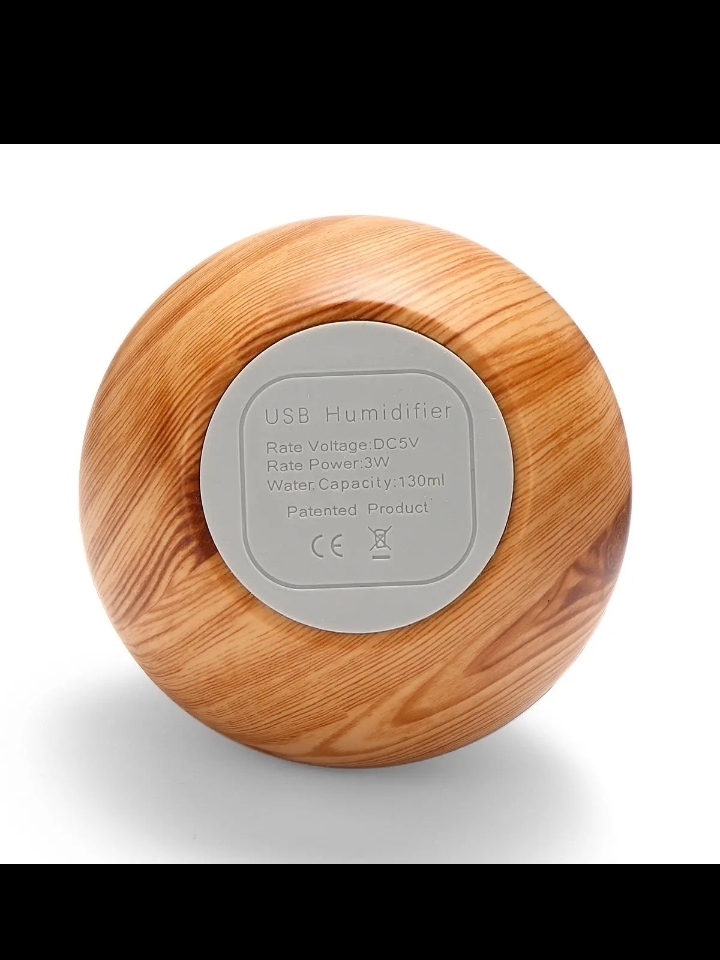 USB Humidifier
Rate Voltage:DC5V
Rate Power:3W
Water Capacity:130ml
Patented Product
CE